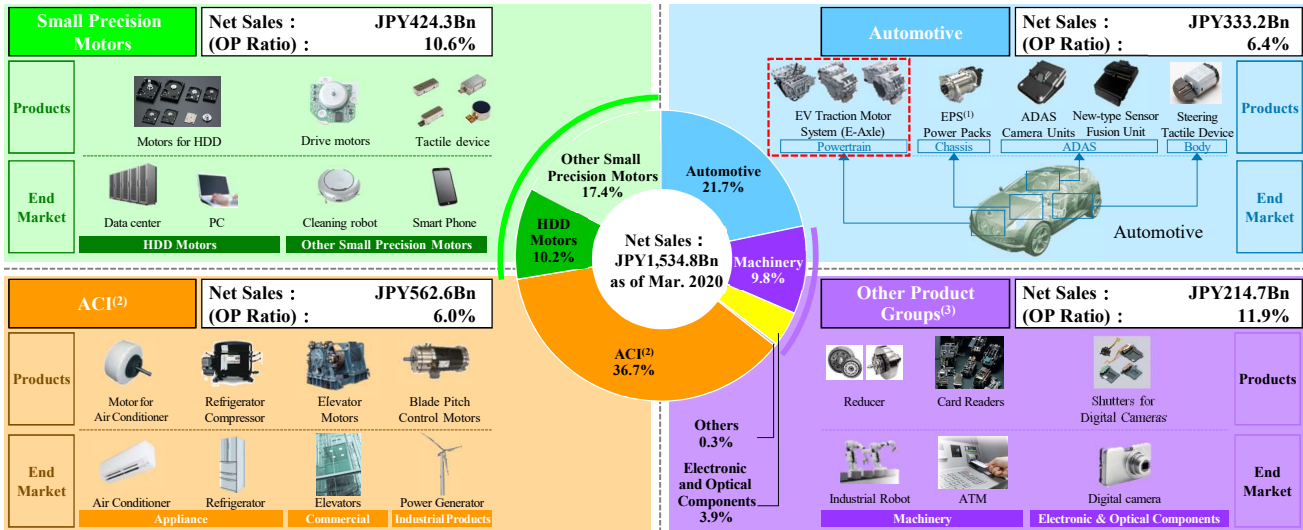 Small Precision
Motors
Net Sales： JPY424.3Bn
(OP Ratio)： 10.6%
Products
Motors for HDD
Drive motors
Tactile device
End
Market
Data center
PC
Cleaning robot
Smart Phone
HDD Motors
Other Small Precision Motors
Automotive
Net Sales： JPY333.2Bn
(OP Ratio)： 6.4%
EV Traction Motor
System (E-Axle)
Powertrain
EPS(1)
Power Packs
Chassis
ADAS
Camera Units
New-type Sensor
Fusion Unit
ADAS
Steering
Tactile Device
Body
Products
Automotive
End
Market
Other Small
Precision Motors
17.4%
Automotive
21.7%
HDD
Motors
10.2%
Net Sales：
JPY1,534.8Bn
as of Mar. 2020
Machinery
9.8%
ACI(2)
36.7%
Others
0.3%
Electronic
and Optical
Components
3.9%
ACI(2)
Net Sales： JPY562.6Bn
(OP Ratio)： 6.0%
Products
Motor for
Air Conditioner
Refrigerator
Compressor
Elevator
Motors
Blade Pitch
Control Motors
End
Market
Air Conditioner
Refrigerator
Elevators
Power Generator
Appliance
Commercial
Industrial Products
Other Product
Groups(3)
Net Sales： JPY214.7Bn
(OP Ratio)： 11.9%
Reducer
Card Readers
Shutters for
Digital Cameras
Products
Industrial Robot
ATM
Digital camera
End
Market
Machinery
Electronic & Optical Components